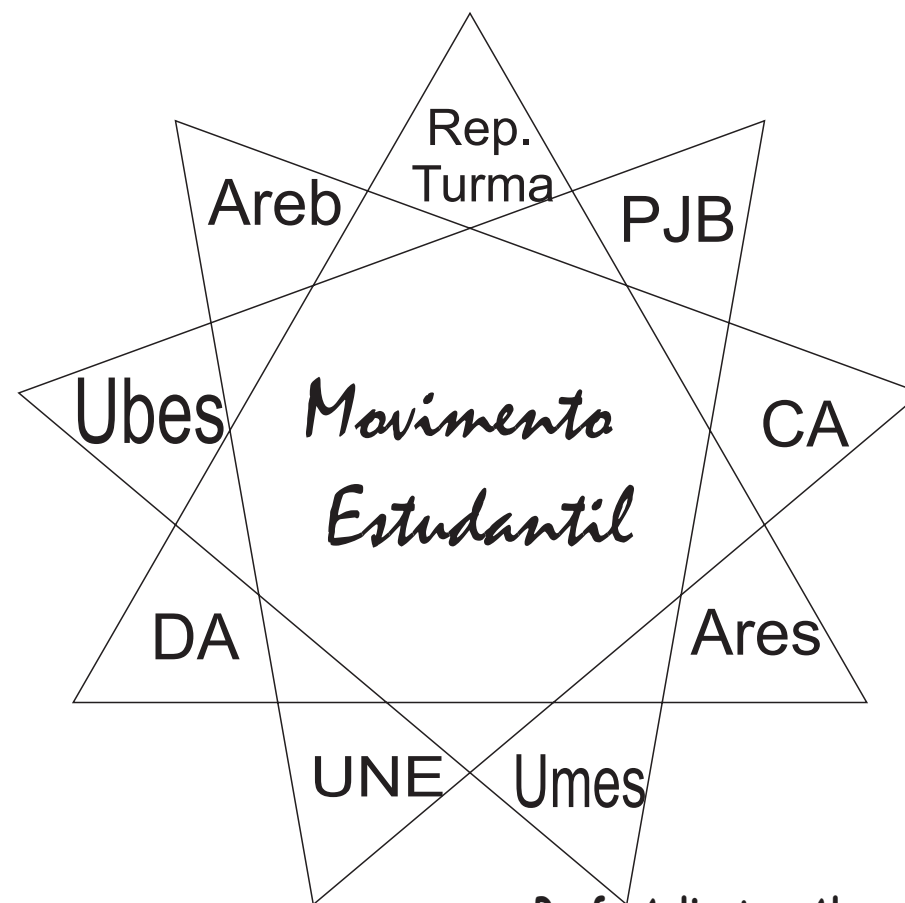 Rep.
Turma
Areb
PJB
Ubes
CA
Movimento
Estudantil
DA
Ares
UNE
Umes